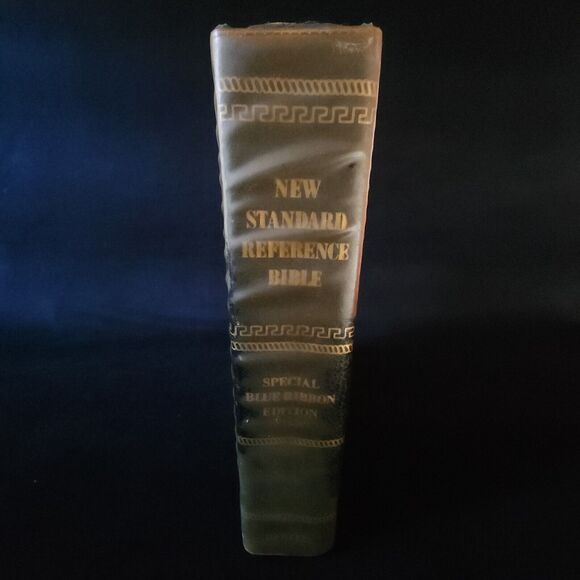 NEW
STANDARD
REFERENCE
BIBLE
SPECIAL
BLUE RIBBON
EDITION